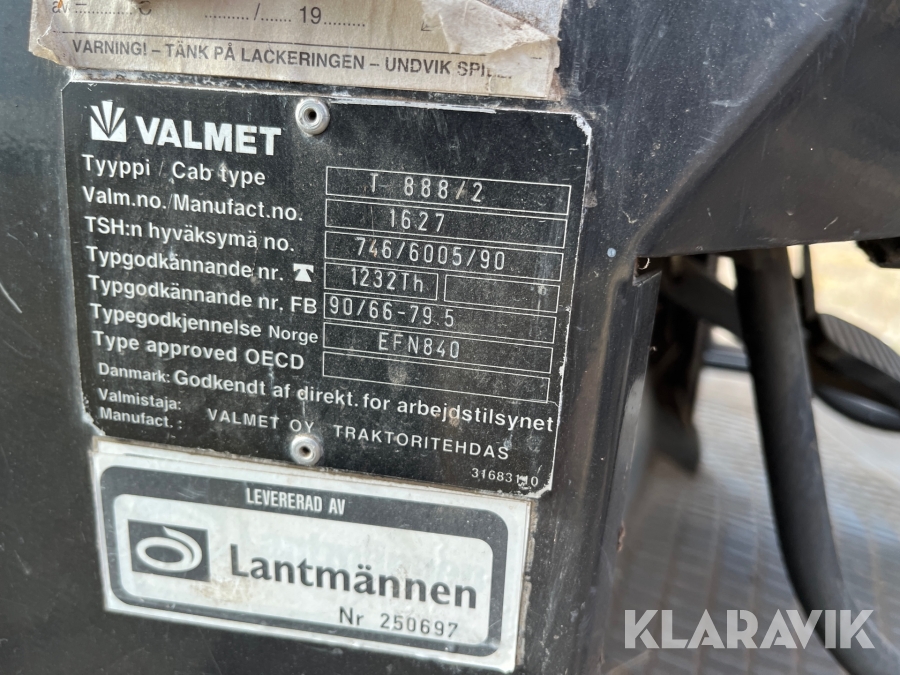 / 19
VARNING! – TÄNK PÅ LACKERINGEN – UNDVIK
VALMET
Tyyppi / Cab type T 888/2
Valm.no./Manufact.no. 1627
TSH:n hyväksymä no. 746/6005/90
Typgodkännande nr. 1232Th
Typgodkännande nr. FB 90/66-79.5
Typegodkjennelse Norge EFN840
Type approved OECD
Danmark: Godkendt af direkt. for arbejdstilsynet
Valmistaja:
Manufact.: VALMET OY TRAKTORITEHDAS
31683110
LEVERERAD AV
Lantmännen
Nr 250697
KLARAVIK